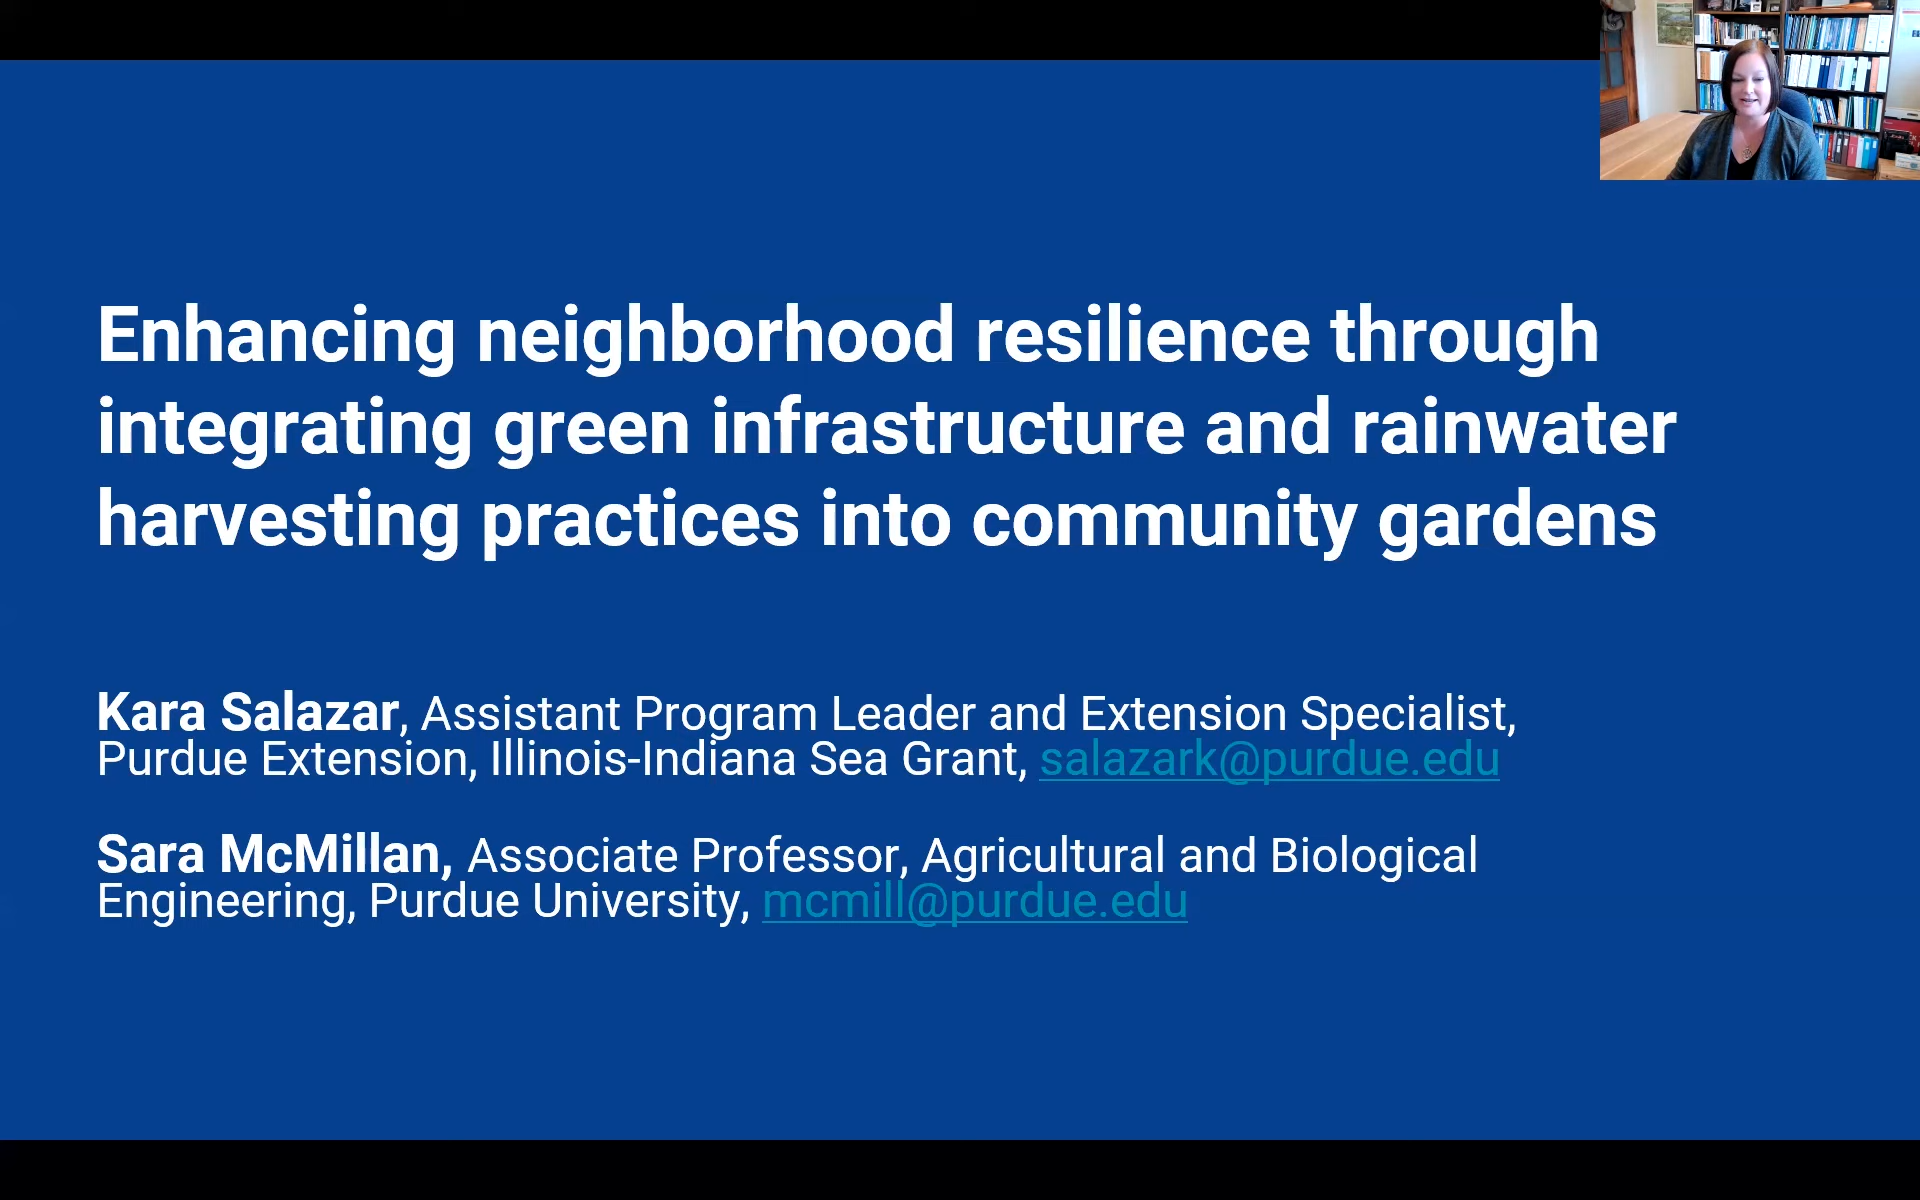 Enhancing neighborhood resilience through
integrating green infrastructure and rainwater
harvesting practices into community gardens
Kara Salazar, Assistant Program Leader and Extension Specialist,
Purdue Extension, Illinois-Indiana Sea Grant, salazark@purdue.edu
Sara McMillan, Associate Professor, Agricultural and Biological
Engineering, Purdue University, mcmill@purdue.edu